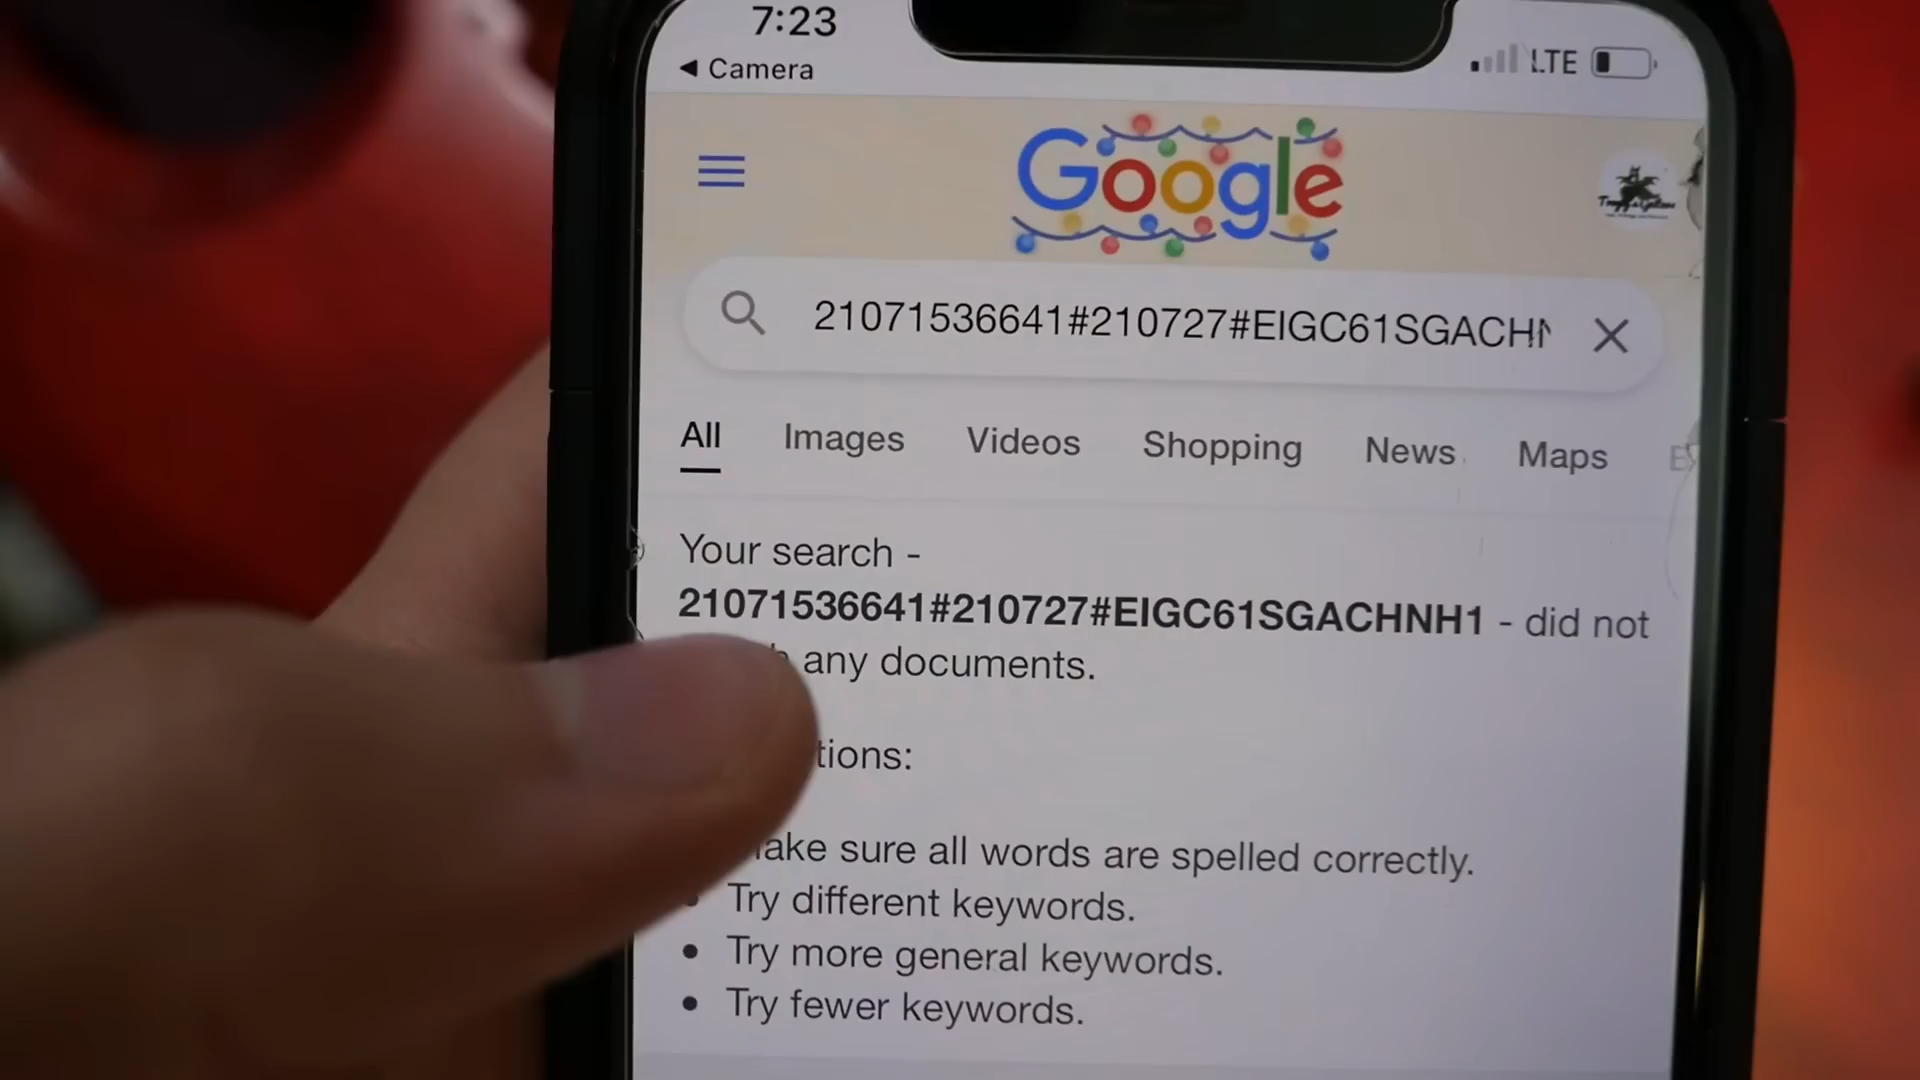 7:23
◀ Camera
LTE
Google
21071536641#210727#EIGC61SGACHN
All Images Videos Shopping News Maps
Your search -
21071536641#210727#EIGC61SGACHNH1 - did not
any documents.
tions:
ake sure all words are spelled correctly.
• Try different keywords.
• Try more general keywords.
• Try fewer keywords.